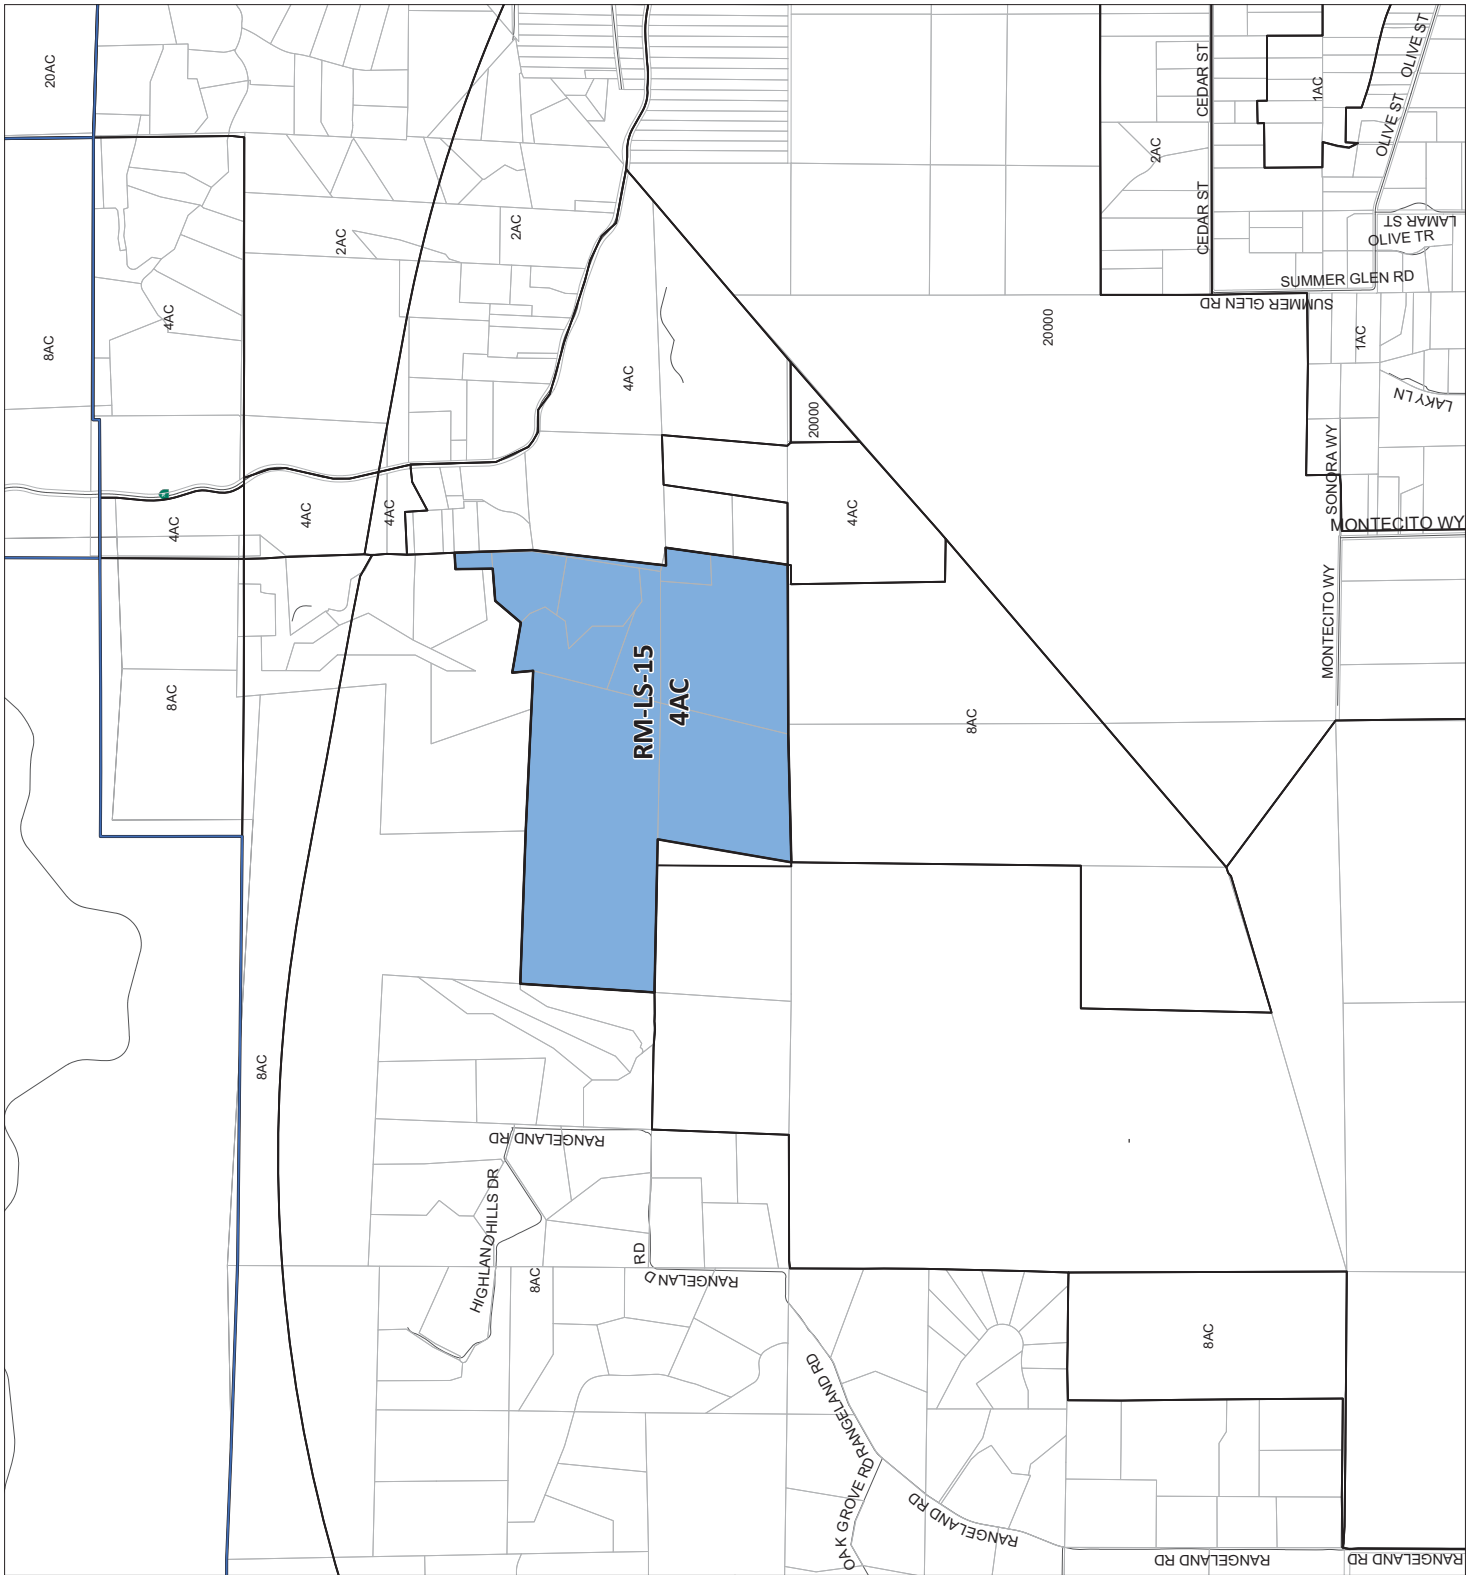 20AC
CEDAR ST
1AC
OLIVE ST
OLIVE ST
2AC
CEDAR ST
LAMAR ST
OLIVE TR
2AC
2AC
SUMMER GLEN RD
SUMMER GLEN RD
4AC
8AC
20000
1AC
4AC
LAKY LN
20000
SONORA WY
4AC
4AC
4AC
4AC
MONTECITO WY
MONTECITO WY
RM-LS-15
4AC
8AC
8AC
8AC
RANGELAND RD
HIGHLAND HILLS DR
RD
RANGELAND
8AC
8AC
RANGELAND RD
RANGELAND RD
OAK GROVE RD
RANGELAND RD
RANGELAND RD